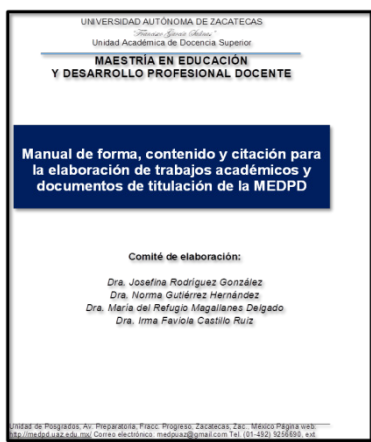 UNIVERSIDAD AUTÓNOMA DE ZACATECAS
"Francisco García Salinas"
Unidad Académica de Docencia Superior
MAESTRÍA EN EDUCACIÓN
Y DESARROLLO PROFESIONAL DOCENTE
Manual de forma, contenido y citación para
la elaboración de trabajos académicos y
documentos de titulación de la MEDPD
Comité de elaboración:
Dra. Josefina Rodríguez González
Dra. Norma Gutiérrez Hernández
Dra. María del Refugio Magallanes Delgado
Dra. Irma Faviola Castillo Ruiz
Unidad de Posgrados, Av. Preparatoria, Fracc. Progreso, Zacatecas, Zac., México Página web:
http://medpd.uaz.edu.mx/ Correo electrónico: medpuaz@gmail.com Tel. (01-492) 9256690, ext.